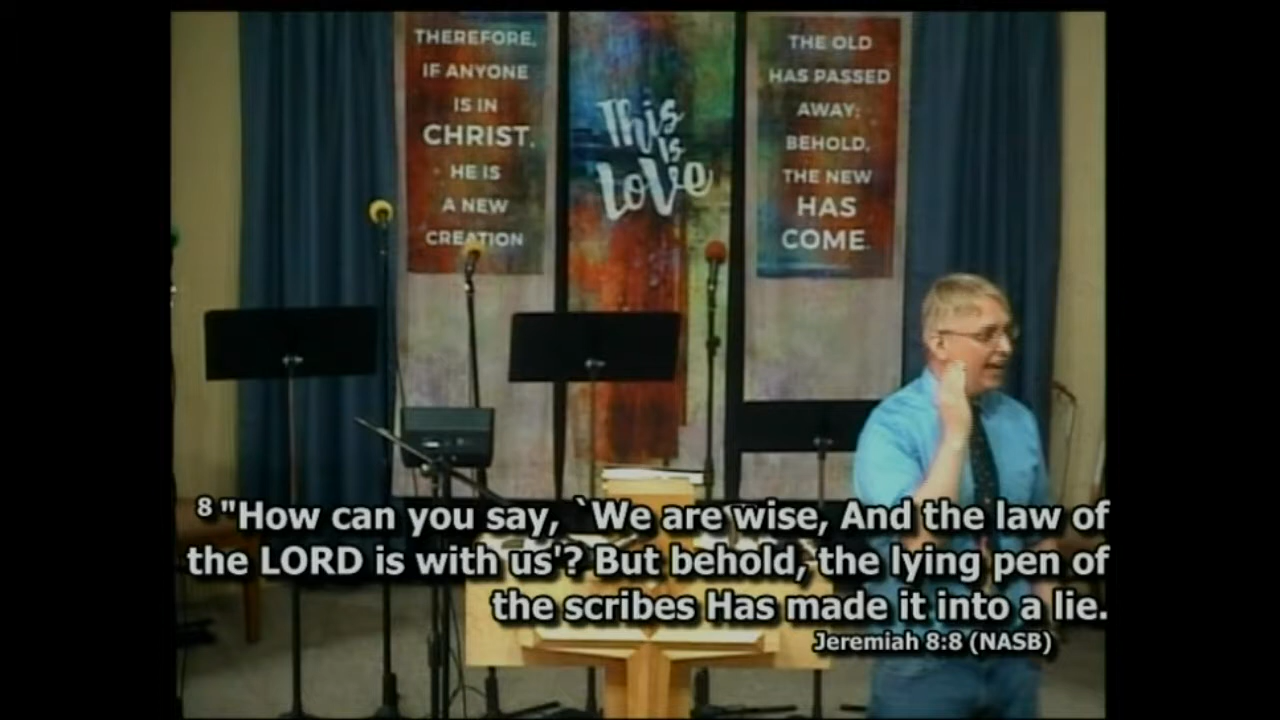 THEREFORE,
IF ANYONE
IS IN
CHRIST,
HE IS
A NEW
CREATION
This
is
Love
THE OLD
HAS PASSED
AWAY;
BEHOLD,
THE NEW
HAS
COME.
8 "How can you say, `We are wise, And the law of
the LORD is with us'? But behold, the lying pen of
the scribes Has made it into a lie.
Jeremiah 8:8 (NASB)